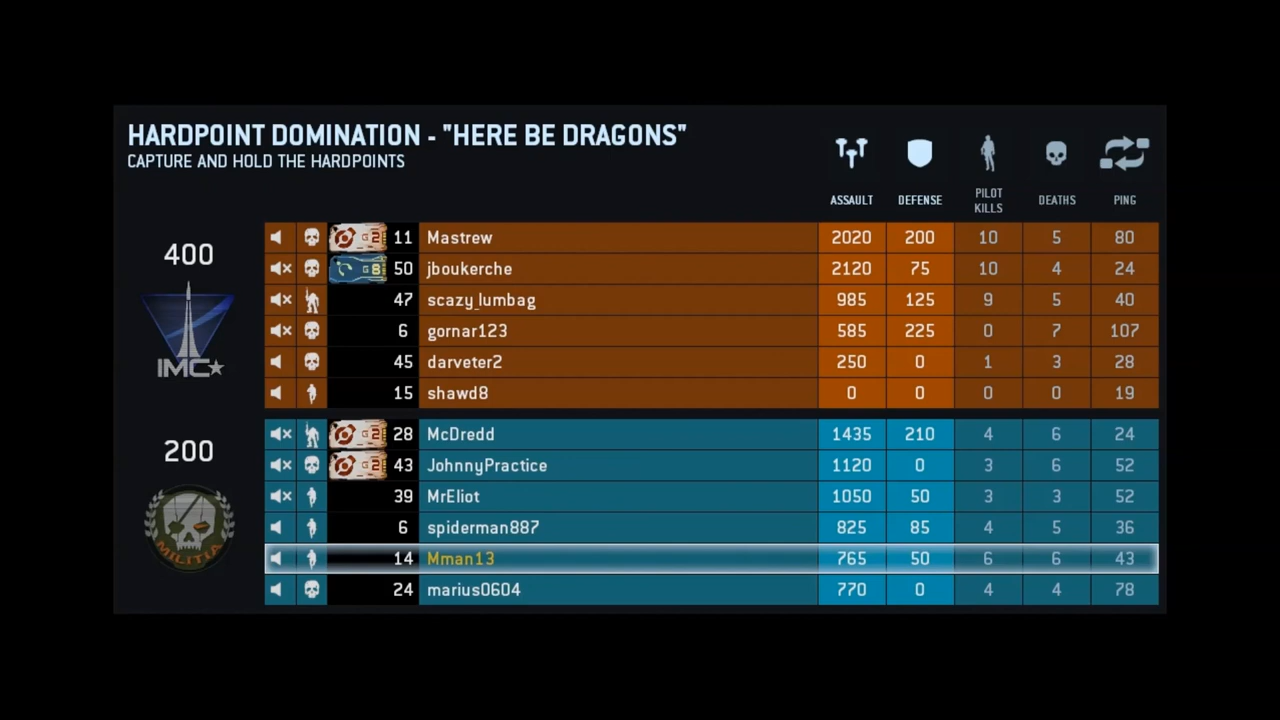 HARDPOINT DOMINATION - "HERE BE DRAGONS"
CAPTURE AND HOLD THE HARDPOINTS
ASSAULT DEFENSE PILOT KILLS DEATHS PING
400
IMC
G2 11 Mastrew 2020 200 10 5 80
G8 50 jboukerche 2120 75 10 4 24
47 scazy_lumbag 985 125 9 5 40
6 gornar123 585 225 0 7 107
45 darveter2 250 0 1 3 28
15 shawd8 0 0 0 0 19
200
MILITIA
G2 28 McDredd 1435 210 4 6 24
G2 43 JohnnyPractice 1120 0 3 6 52
39 MrEliot 1050 50 3 3 52
6 spiderman887 825 85 4 5 36
14 Mman13 765 50 6 6 43
24 marius0604 770 0 4 4 78